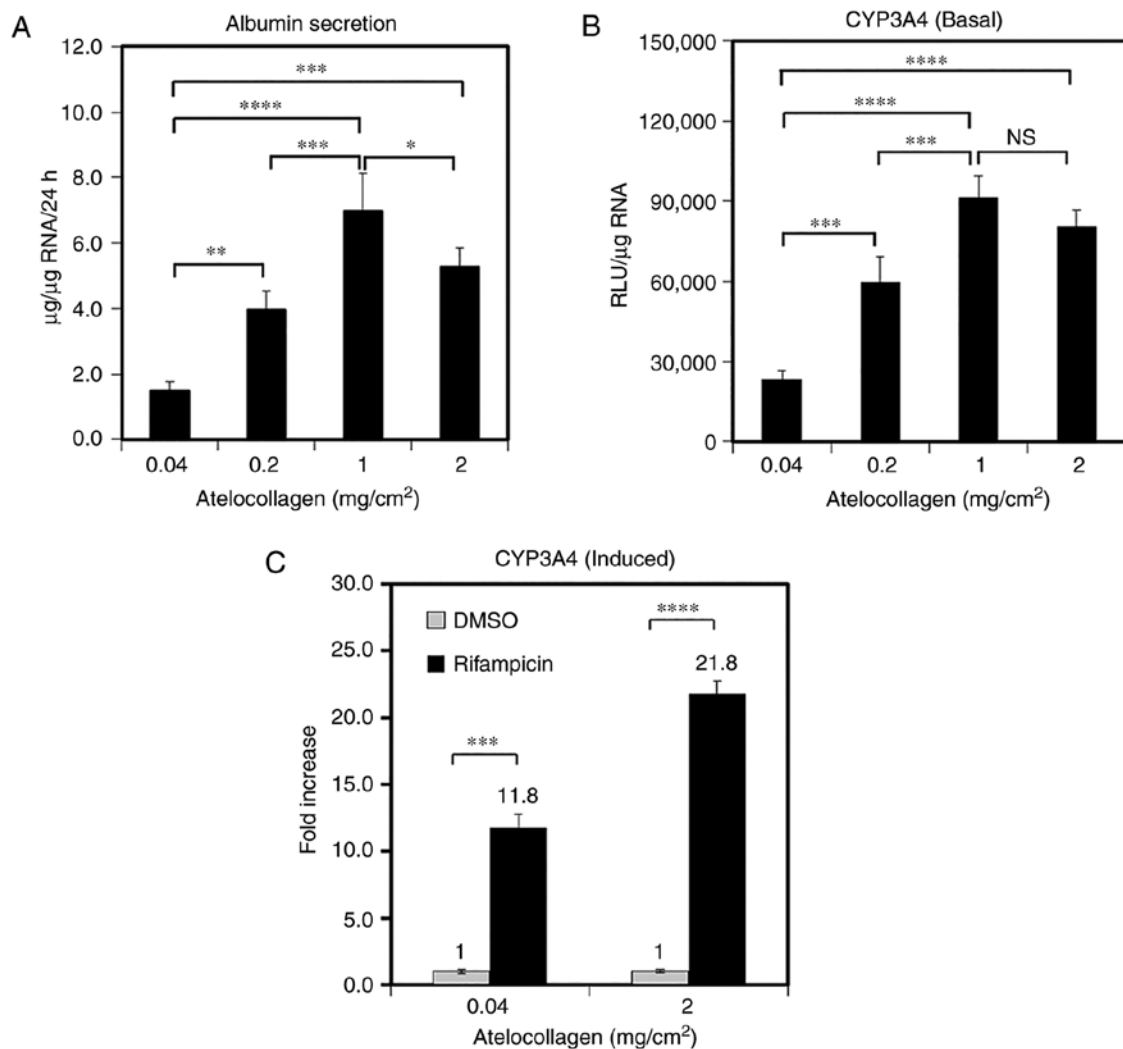 A
Albumin secretion
12.0
10.0
8.0
6.0
4.0
2.0
0.0
μg/μg RNA/24 h
***
****
***
*
**
0.04 0.2 1 2
Atelocollagen (mg/cm²)
B
CYP3A4 (Basal)
150,000
120,000
90,000
60,000
30,000
0
RLU/μg RNA
****
****
***
NS
***
0.04 0.2 1 2
Atelocollagen (mg/cm²)
C
CYP3A4 (Induced)
30.0
25.0
20.0
15.0
10.0
5.0
0.0
Fold increase
DMSO
Rifampicin
****
21.8
***
11.8
1
1
0.04 2
Atelocollagen (mg/cm²)